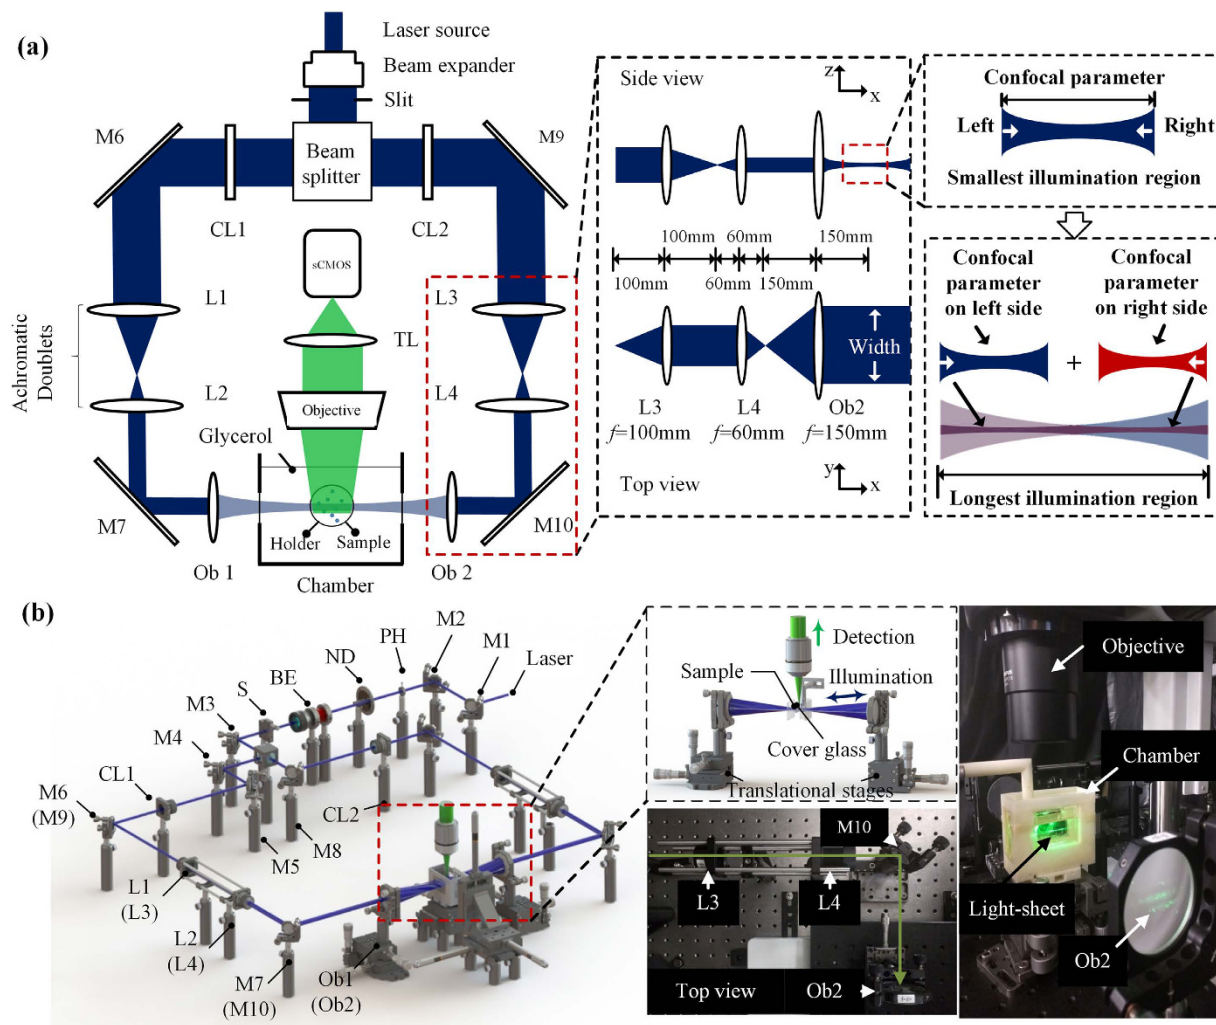 (a)
Laser source
Beam expander
Slit
M6
M9
Beam
splitter
CL1
CL2
sCMOS
L1
L3
TL
Achromatic
Doublets
L2
L4
Objective
Glycerol
M7
M10
Holder
Sample
Ob 1
Ob 2
Chamber
Side view
z
x
100mm
60mm
150mm
100mm
60mm
150mm
Width
L3
L4
Ob2
f=100mm
f=60mm
f=150mm
Top view
y
x
Confocal parameter
Left
Right
Smallest illumination region
Confocal
parameter
on left side
Confocal
parameter
on right side
+
Longest illumination region
(b)
M2
PH
M1
ND
Laser
BE
S
M3
M4
CL1
M6
(M9)
CL2
M8
M5
L1
(L3)
L2
(L4)
M7
(M10)
Ob1
(Ob2)
Detection
Sample
Illumination
Cover glass
Translational stages
M10
L3
L4
Top view
Ob2
Objective
Chamber
Light-sheet
Ob2